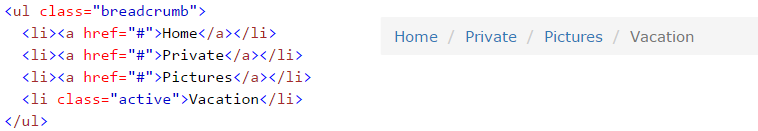 <ul class="breadcrumb">
  <li><a href="#">Home</a></li>
  <li><a href="#">Private</a></li>
  <li><a href="#">Pictures</a></li>
  <li class="active">Vacation</li>
</ul>
Home / Private / Pictures / Vacation